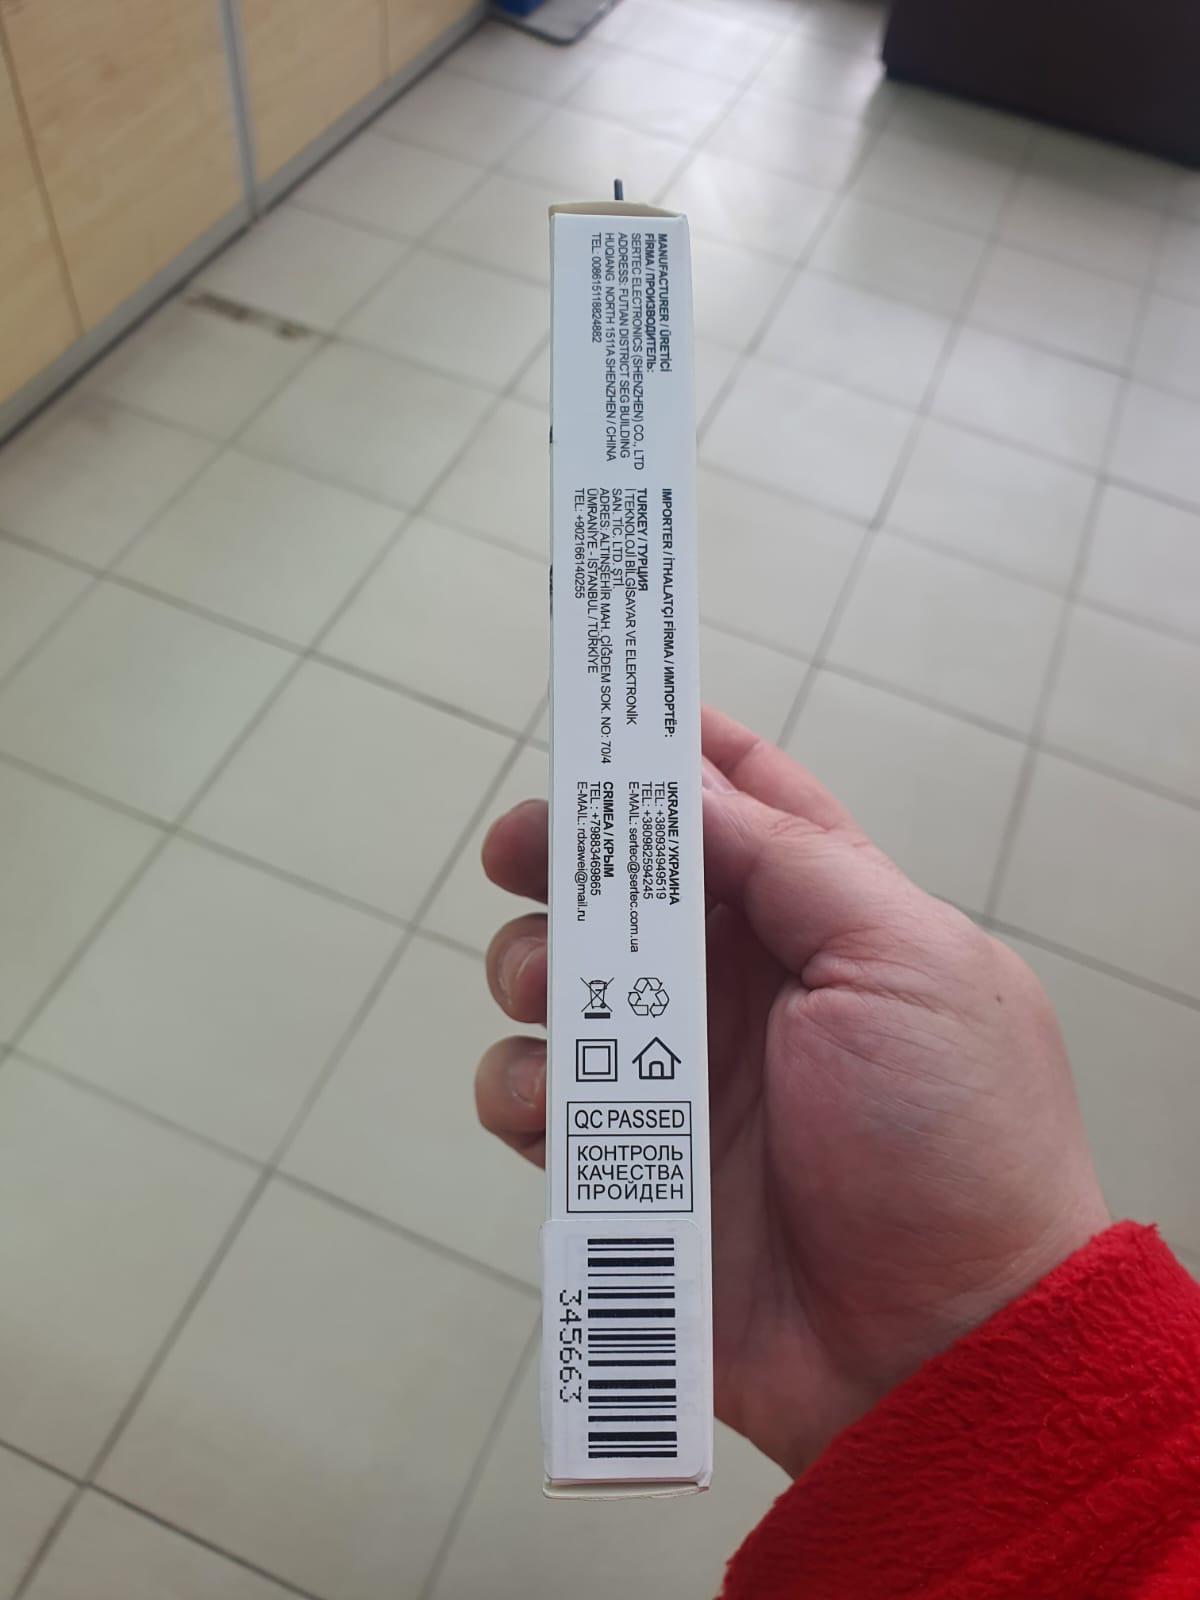 MANUFACTURER / ÜRETİCİ
FİRMA / ПРОИЗВОДИТЕЛЬ:
SERTEC ELECTRONICS (SHENZHEN) CO., LTD
ADDRESS: FUTIAN DISTRICT SEG BUILDING
HUQIANG NORTH 1511A SHENZHEN / CHINA
TEL: 008615118824882
IMPORTER / İTHALATÇI FİRMA / ИМПОРТЁР:
TURKEY / ТУРЦИЯ
İ TEKNOLOJİ BİLGİSAYAR VE ELEKTRONİK
SAN. TİC. LTD. ŞTİ.
ADRES: ALTINŞEHİR MAH. ÇİĞDEM SOK. NO: 70/4
ÜMRANİYE - İSTANBUL / TÜRKİYE
TEL: +902166140255
UKRAINE / УКРАИНА
TEL: +380934949519
TEL: +380982594245
E-MAIL: sertec@sertec.com.ua
CRIMEA / КРЫМ
TEL: +79883469865
E-MAIL: rdxawei@mail.ru
QC PASSED
КОНТРОЛЬ
КАЧЕСТВА
ПРОЙДЕН
345663